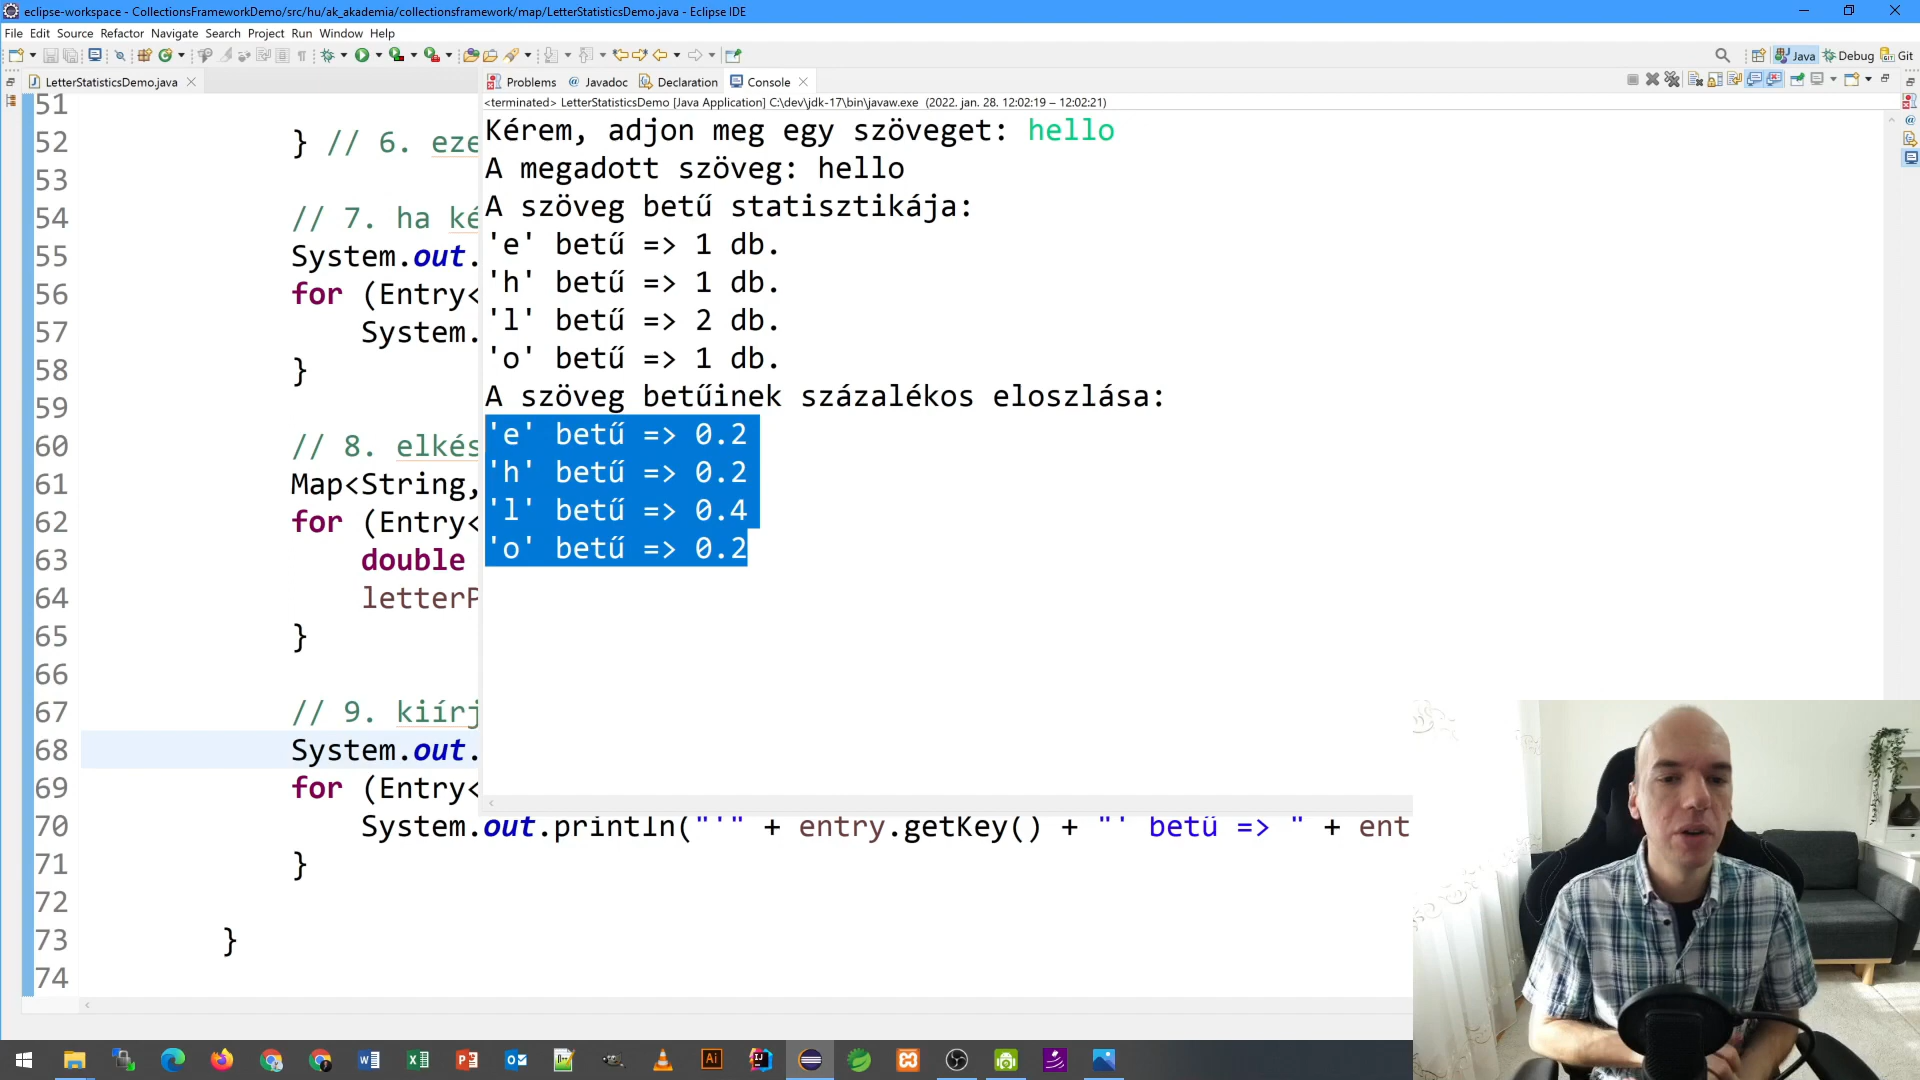 eclipse-workspace - CollectionsFrameworkDemo/src/hu/ak_akademia/collectionsframework/map/LetterStatisticsDemo.java - Eclipse IDE
File Edit Source Refactor Navigate Search Project Run Window Help
Java Debug Git
LetterStatisticsDemo.java
Problems Javadoc Declaration Console
<terminated> LetterStatisticsDemo [Java Application] C:\dev\jdk-17\bin\javaw.exe (2022. jan. 28. 12:02:19 – 12:02:21)
Kérem, adjon meg egy szöveget: hello
A megadott szöveg: hello
A szöveg betű statisztikája:
'e' betű => 1 db.
'h' betű => 1 db.
'l' betű => 2 db.
'o' betű => 1 db.
A szöveg betűinek százalékos eloszlása:
'e' betű => 0.2
'h' betű => 0.2
'l' betű => 0.4
'o' betű => 0.2
51
52 } // 6. eze
53
54 // 7. ha ké
55 System.out.
56 for (Entry<
57 System.
58 }
59
60 // 8. elkés
61 Map<String,
62 for (Entry<
63 double
64 letterP
65 }
66
67 // 9. kiírj
68 System.out.
69 for (Entry<
70 System.out.println("'" + entry.getKey() + "' betű => " + ent
71 }
72
73 }
74